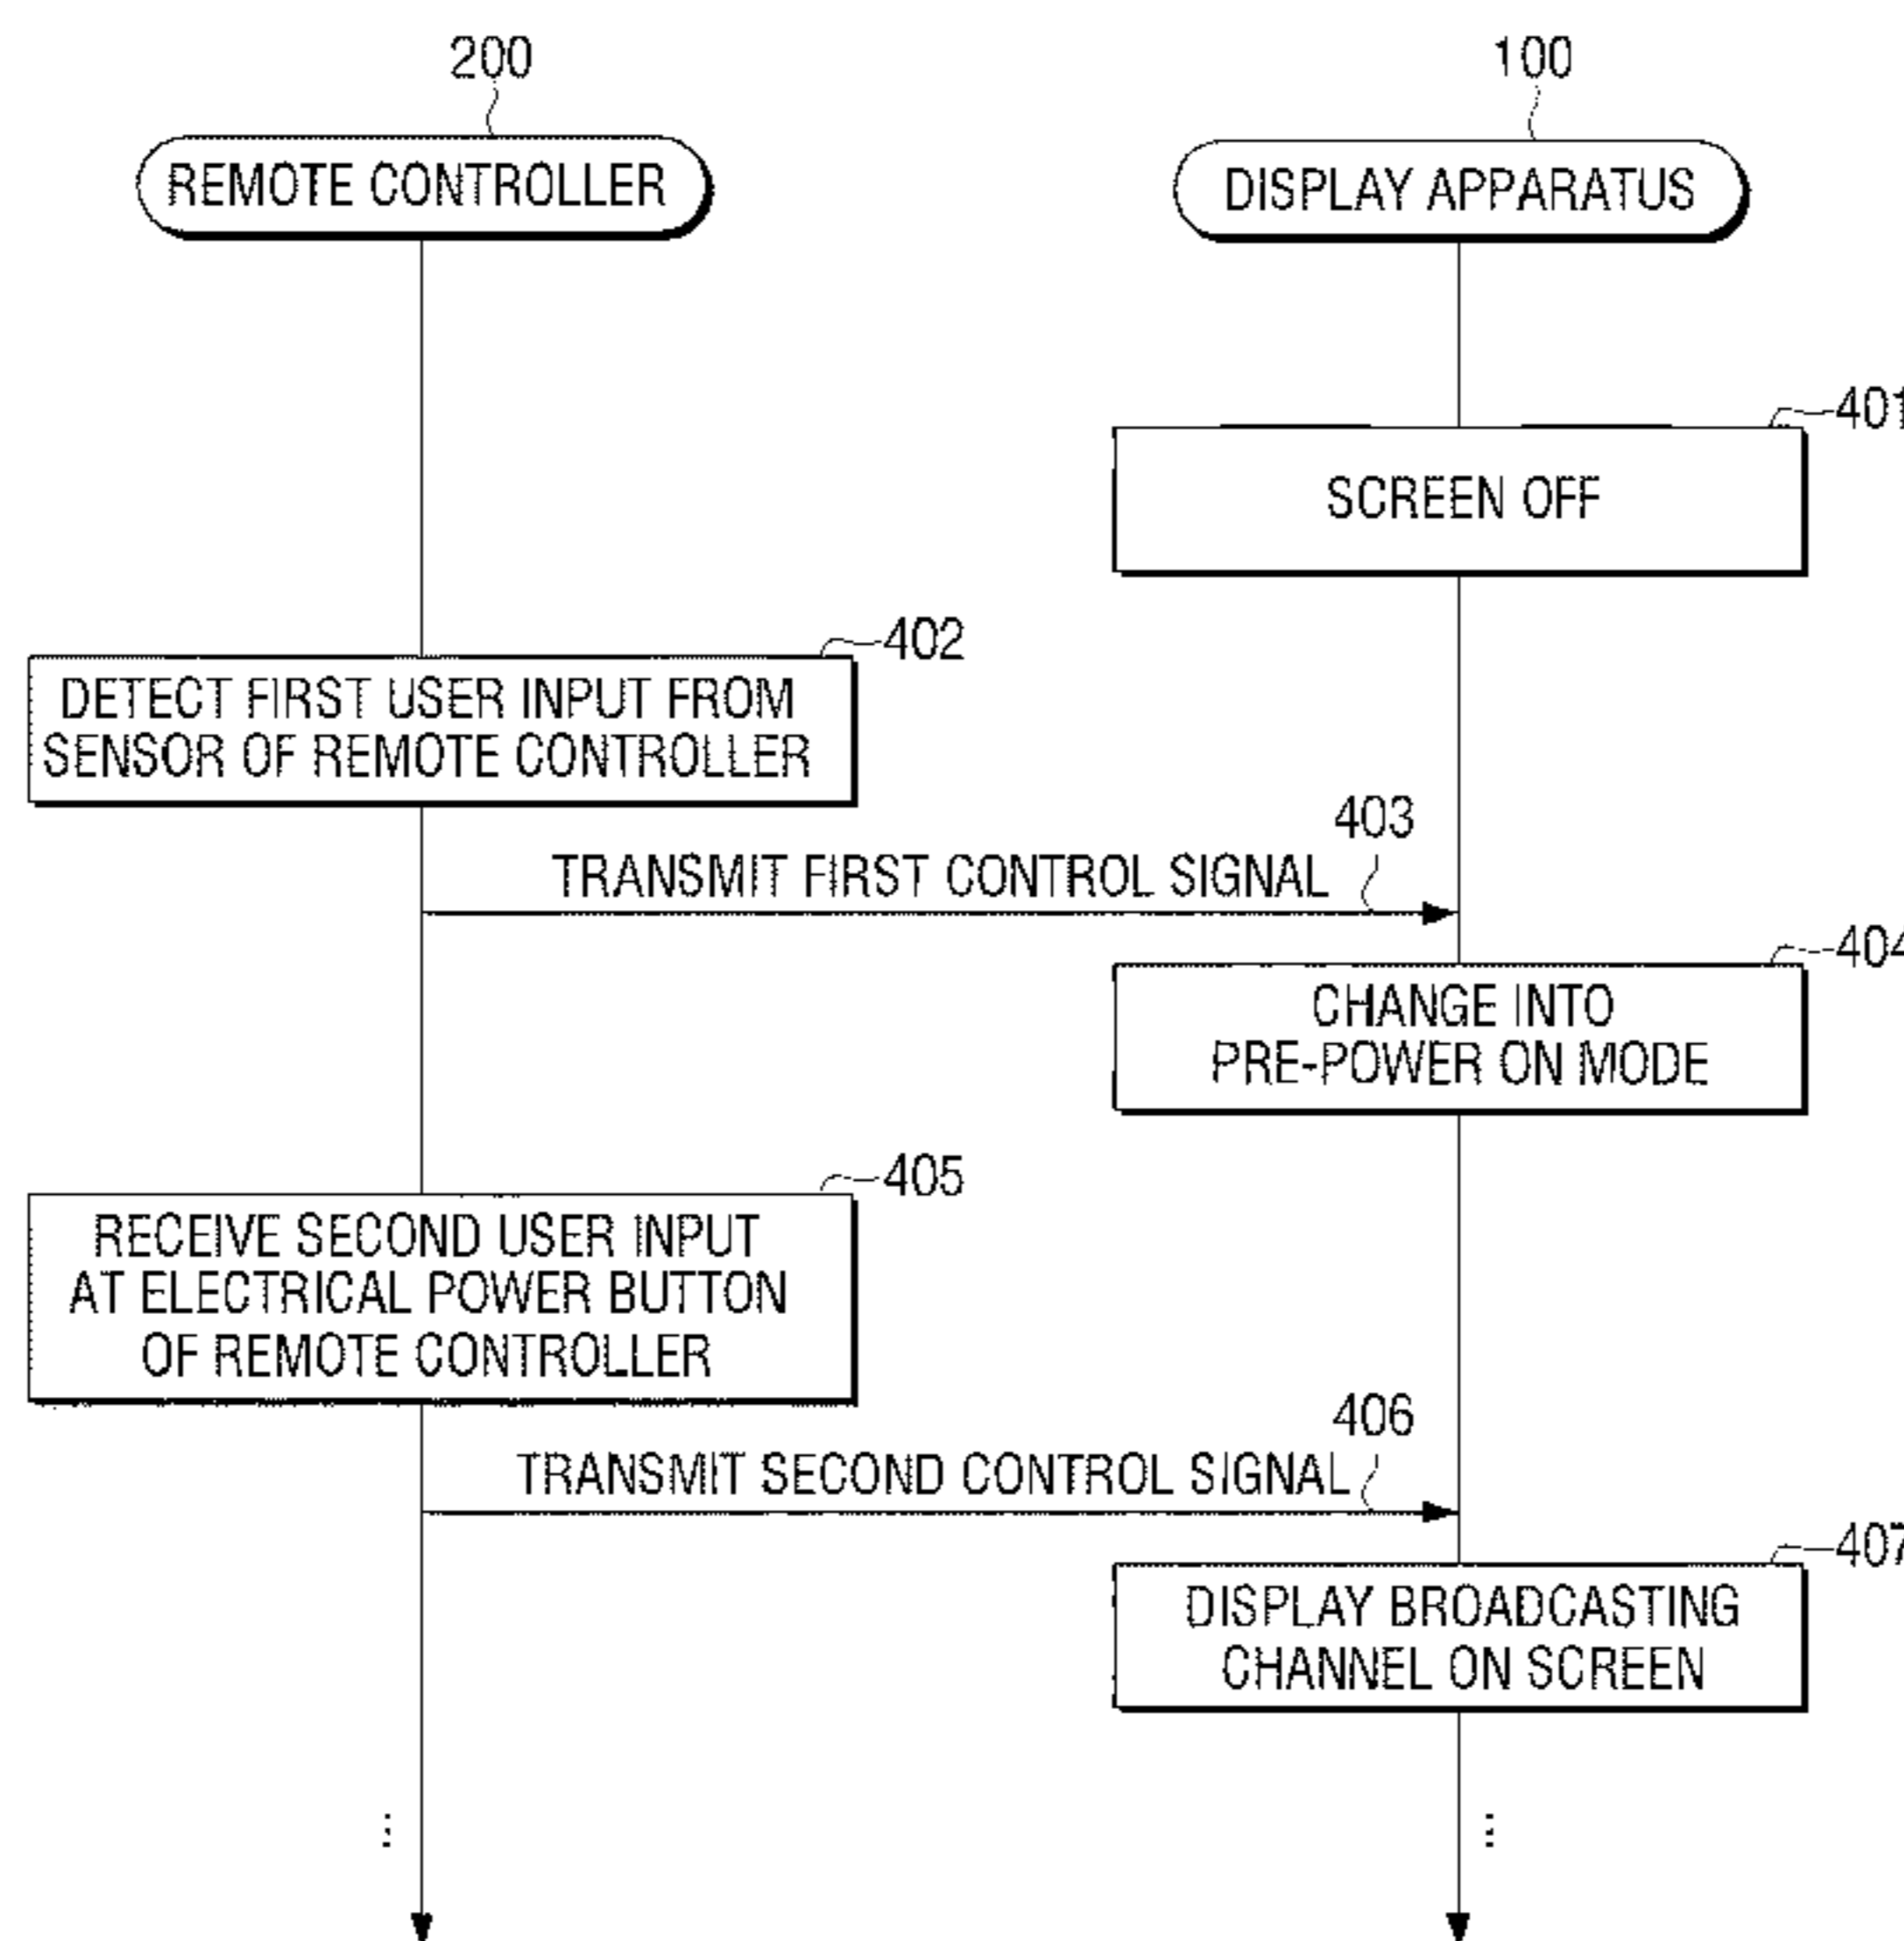 200
100
REMOTE CONTROLLER
DISPLAY APPARATUS
401
SCREEN OFF
402
DETECT FIRST USER INPUT FROM
SENSOR OF REMOTE CONTROLLER
403
TRANSMIT FIRST CONTROL SIGNAL
404
CHANGE INTO
PRE-POWER ON MODE
405
RECEIVE SECOND USER INPUT
AT ELECTRICAL POWER BUTTON
OF REMOTE CONTROLLER
406
TRANSMIT SECOND CONTROL SIGNAL
407
DISPLAY BROADCASTING
CHANNEL ON SCREEN